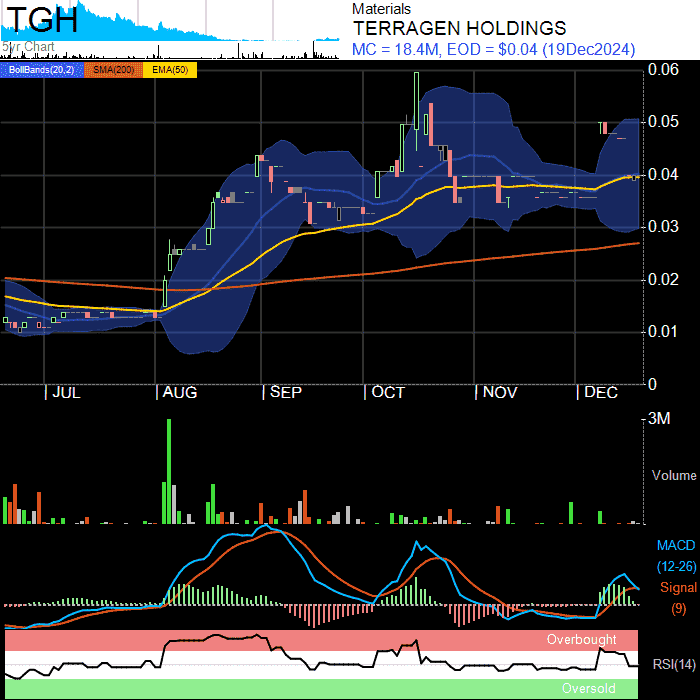 TGH
5yr Chart
Materials
TERRAGEN HOLDINGS
MC = 18.4M, EOD = $0.04 (19Dec2024)
BollBands(20,2) SMA(200) EMA(50)
0.06
0.05
0.04
0.03
0.02
0.01
0
JUL AUG SEP OCT NOV DEC
3M
Volume
MACD
(12-26)
Signal
(9)
Overbought
RSI(14)
Oversold